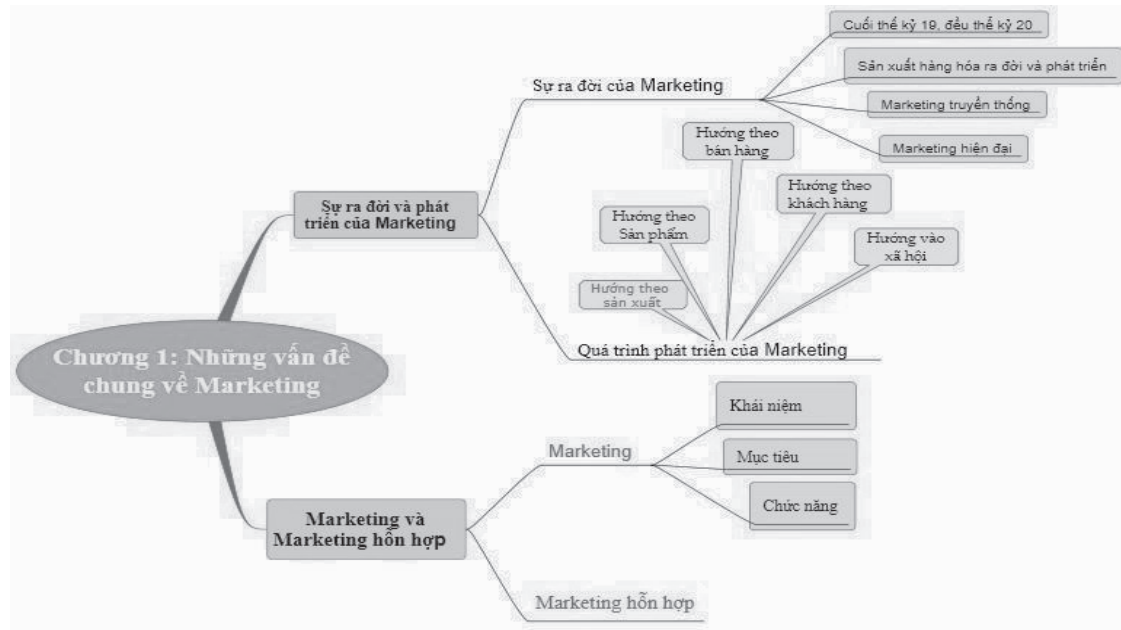 Cuối thế kỷ 19, đều thế kỷ 20
Sản xuất hàng hóa ra đời và phát triển
Sự ra đời của Marketing
Marketing truyền thống
Marketing hiện đại
Hướng theo
bán hàng
Hướng theo
khách hàng
Sự ra đời và phát
triển của Marketing
Hướng theo
Sản phẩm
Hướng vào
xã hội
Hướng theo
sản xuất
Quá trình phát triển của Marketing
Chương 1: Những vấn đề
chung về Marketing
Khái niệm
Marketing
Mục tiêu
Chức năng
Marketing và
Marketing hỗn hợp
Marketing hỗn hợp